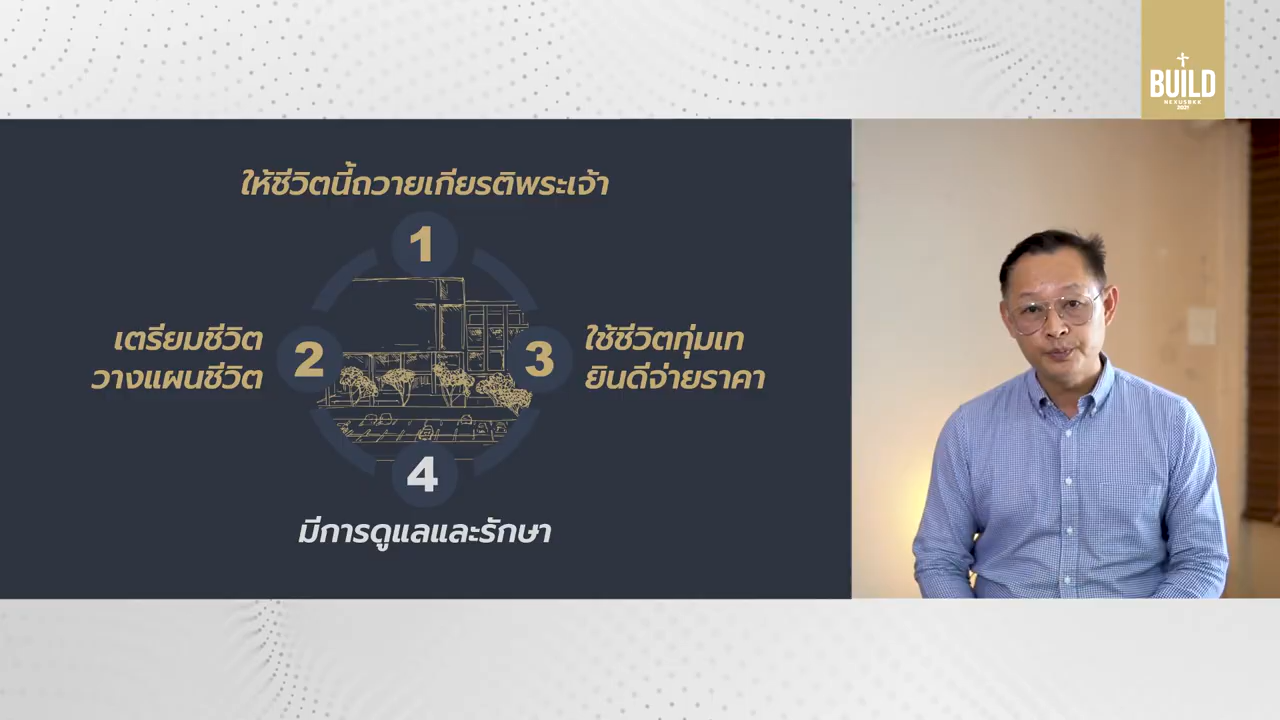 BUILD
NEXUSBKK
2021
ให้ชีวิตนี้ถวายเกียรติพระเจ้า
1
เตรียมชีวิต
วางแผนชีวิต
2
3
ใช้ชีวิตทุ่มเท
ยินดีจ่ายราคา
4
มีการดูแลและรักษา